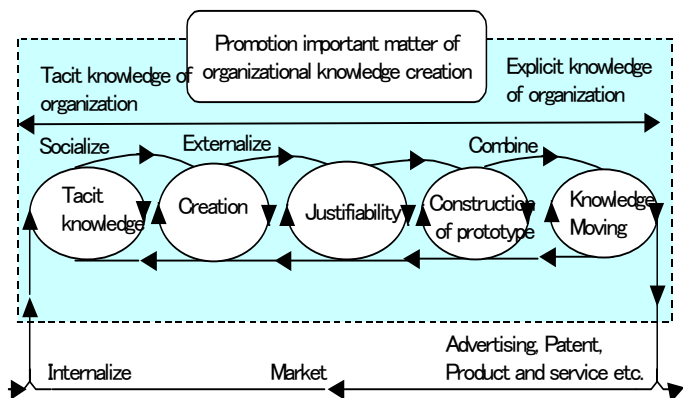 Promotion important matter of
organizational knowledge creation
Tacit knowledge of
organization
Explicit knowledge
of organization
Socialize
Externalize
Combine
Tacit
knowledge
Creation
Justifiability
Construction
of prototype
Knowledge
Moving
Internalize
Market
Advertising, Patent,
Product and service etc.